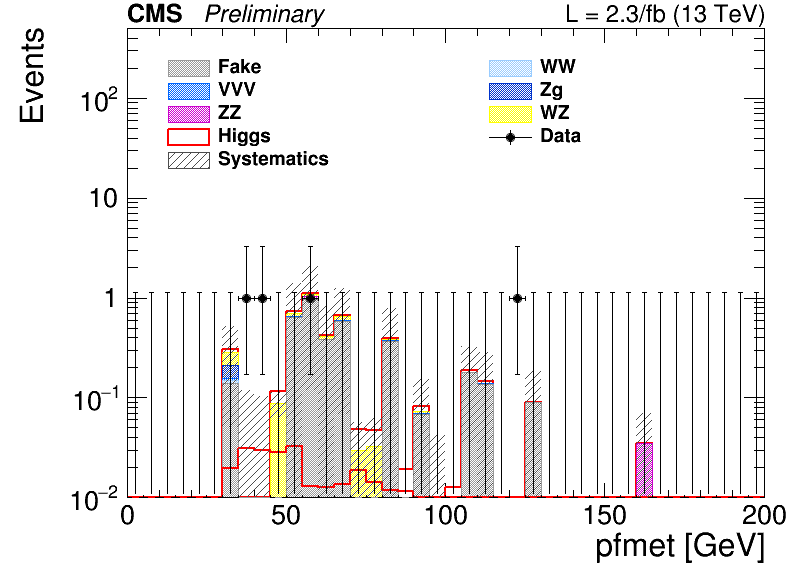 CMS Preliminary L = 2.3/fb (13 TeV)
Events
Fake WW
VVV Zg
ZZ WZ
Higgs Data
Systematics
10²
10
1
10⁻¹
10⁻²
0 50 100 150 200
pfmet [GeV]